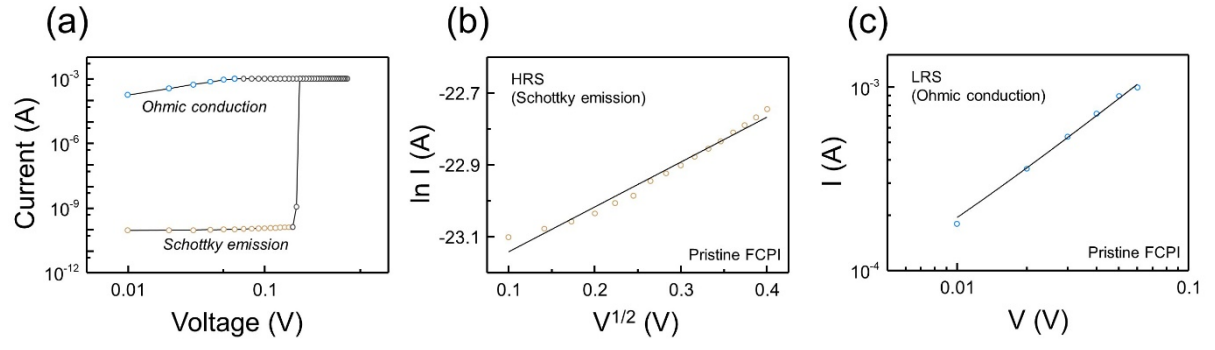 (a)
Current (A)
10-3
10-6
10-9
10-12
Ohmic conduction
Schottky emission
0.01
0.1
Voltage (V)
(b)
ln I (A)
-22.7
-22.9
-23.1
HRS
(Schottky emission)
Pristine FCPI
0.1
0.2
0.3
0.4
V1/2 (V)
(c)
I (A)
10-3
10-4
LRS
(Ohmic conduction)
Pristine FCPI
0.01
0.1
V (V)